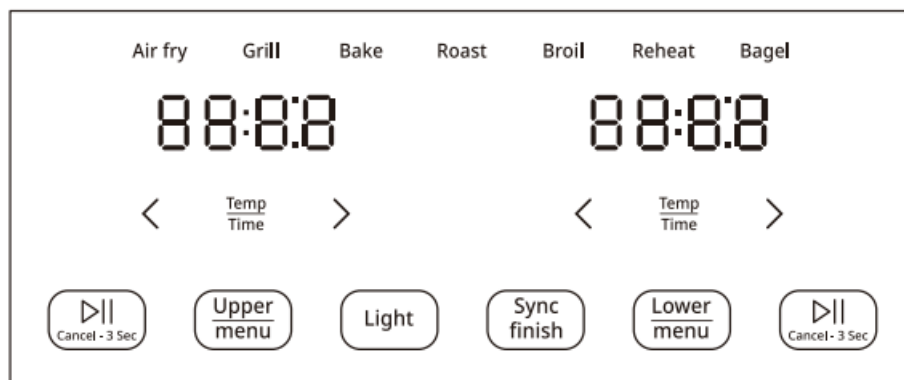 Air fry Grill Bake Roast Broil Reheat Bagel
88:8.8 88:8.8
Temp Temp
Time Time
Upper Sync Lower
menu Light finish menu
Cancel - 3 Sec Cancel - 3 Sec